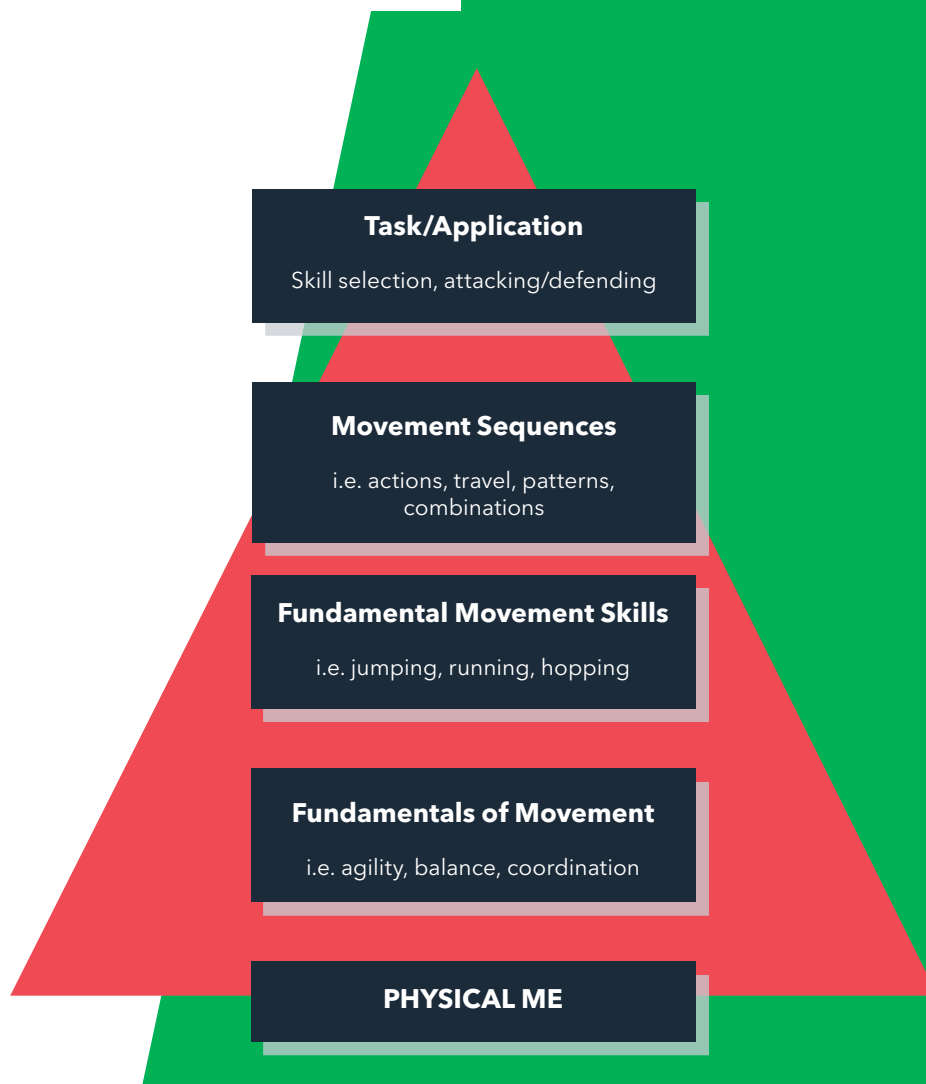 Task/Application
Skill selection, attacking/defending
Movement Sequences
i.e. actions, travel, patterns,
combinations
Fundamental Movement Skills
i.e. jumping, running, hopping
Fundamentals of Movement
i.e. agility, balance, coordination
PHYSICAL ME